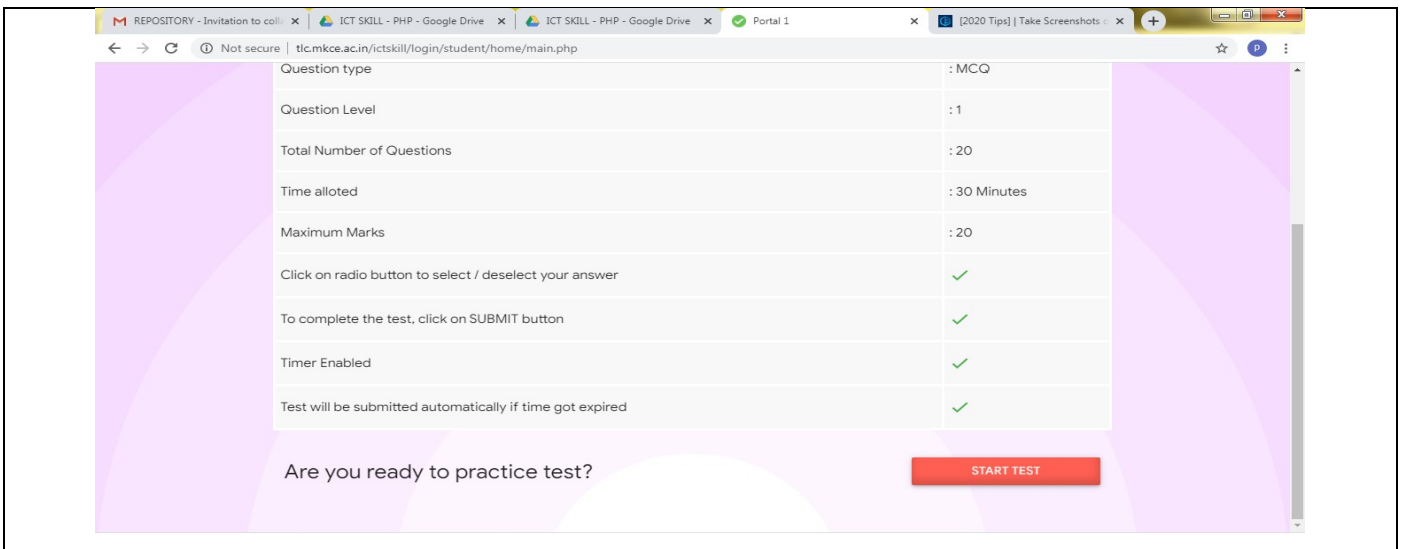 REPOSITORY - Invitation to coll
ICT SKILL - PHP - Google Drive
ICT SKILL - PHP - Google Drive
Portal 1
[2020 Tips] | Take Screenshots o
Not secure | tlc.mkce.ac.in/ictskill/login/student/home/main.php
P
Question type : MCQ
Question Level : 1
Total Number of Questions : 20
Time alloted : 30 Minutes
Maximum Marks : 20
Click on radio button to select / deselect your answer
To complete the test, click on SUBMIT button
Timer Enabled
Test will be submitted automatically if time got expired
Are you ready to practice test? START TEST